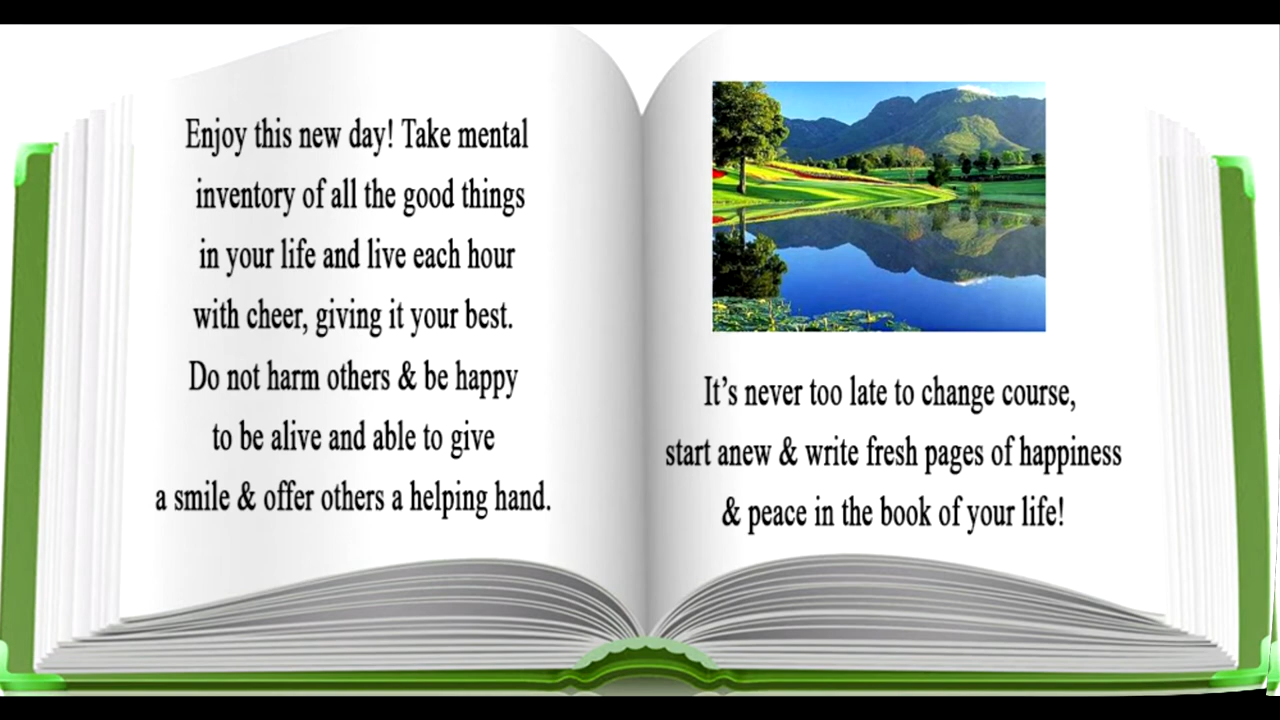 Enjoy this new day! Take mental
inventory of all the good things
in your life and live each hour
with cheer, giving it your best.
Do not harm others & be happy
to be alive and able to give
a smile & offer others a helping hand.
It’s never too late to change course,
start anew & write fresh pages of happiness
& peace in the book of your life!